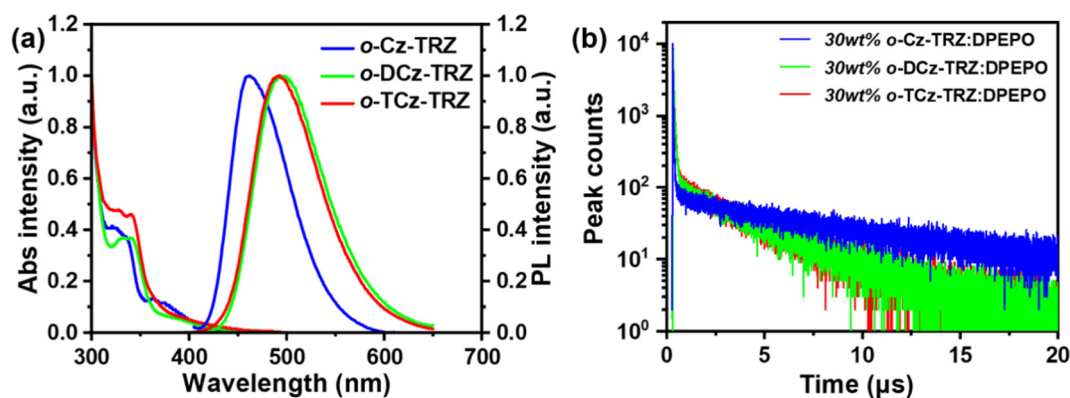 (a)
1.2
1.0
0.8
0.6
0.4
0.2
0.0
Abs intensity (a.u.)
o-Cz-TRZ
o-DCz-TRZ
o-TCz-TRZ
1.2
1.0
0.8
0.6
0.4
0.2
0.0
PL intensity (a.u.)
300 400 500 600 700
Wavelength (nm)
(b)
10⁴
10³
10²
10¹
10⁰
Peak counts
30wt% o-Cz-TRZ:DPEPO
30wt% o-DCz-TRZ:DPEPO
30wt% o-TCz-TRZ:DPEPO
0 5 10 15 20
Time (µs)